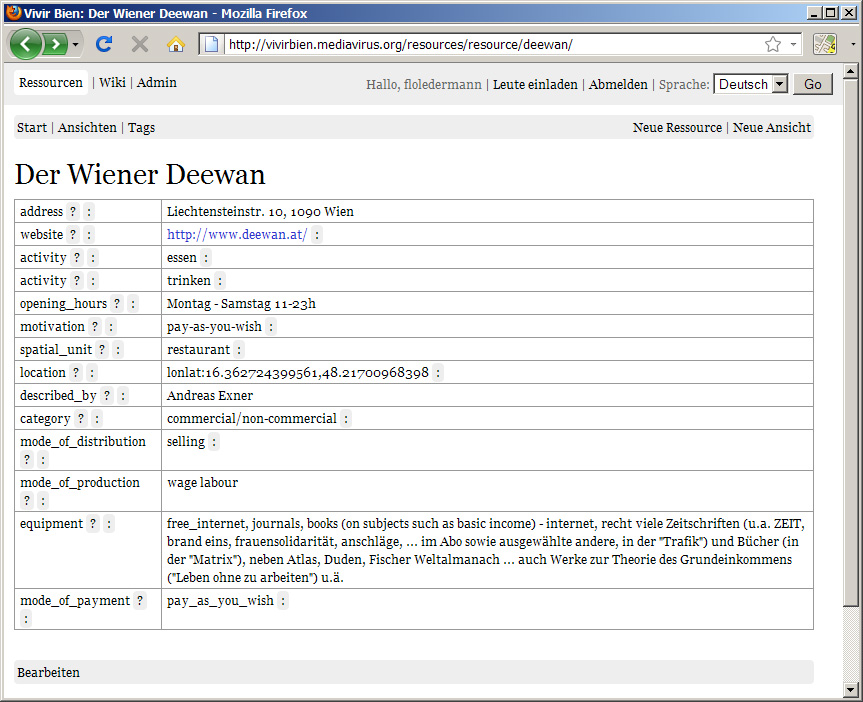 Vivir Bien: Der Wiener Deewan - Mozilla Firefox
http://vivirbien.mediavirus.org/resources/resource/deewan/
Ressourcen | Wiki | Admin
Hallo, floledermann | Leute einladen | Abmelden | Sprache: Deutsch Go
Start | Ansichten | Tags
Neue Ressource | Neue Ansicht
Der Wiener Deewan
address ? : Liechtensteinstr. 10, 1090 Wien
website ? : http://www.deewan.at/ :
activity ? : essen :
activity ? : trinken :
opening_hours ? : Montag - Samstag 11-23h
motivation ? : pay-as-you-wish :
spatial_unit ? : restaurant :
location ? : lonlat:16.362724399561,48.21700968398 :
described_by ? : Andreas Exner
category ? : commercial/non-commercial :
mode_of_distribution
? :
selling :
mode_of_production
? :
wage labour
equipment ? :
free_internet, journals, books (on subjects such as basic income) - internet, recht viele Zeitschriften (u.a. ZEIT,
brand eins, frauensolidarität, anschläge, ... im Abo sowie ausgewählte andere, in der "Trafik") und Bücher (in
der "Matrix"), neben Atlas, Duden, Fischer Weltalmanach ... auch Werke zur Theorie des Grundeinkommens
("Leben ohne zu arbeiten") u.ä.
mode_of_payment ?
:
pay_as_you_wish :
Bearbeiten